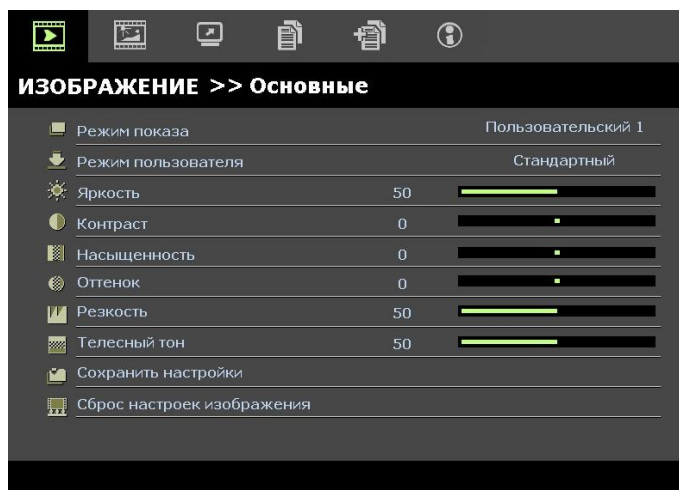 ИЗОБРАЖЕНИЕ >> Основные
Режим показа Пользовательский 1
Режим пользователя Стандартный
Яркость 50
Контраст 0
Насыщенность 0
Оттенок 0
Резкость 50
Телесный тон 50
Сохранить настройки
Сброс настроек изображения